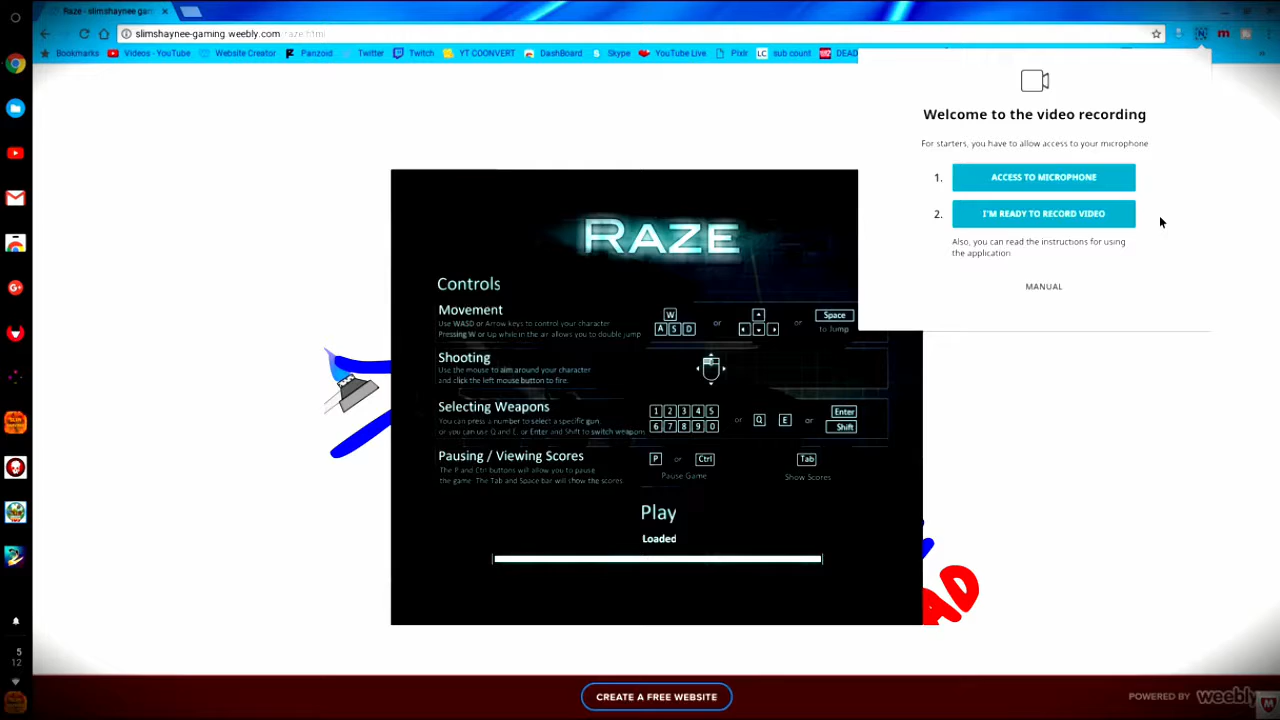 Raze - slimshaynee gam
slimshaynee-gaming.weebly.com/raze.html
Bookmarks Videos - YouTube Website Creator Panzoid Twitter Twitch YT COONVERT DashBoard Skype YouTube Live Pixlr sub count DEAD
Welcome to the video recording
For starters, you have to allow access to your microphone
1. ACCESS TO MICROPHONE
2. I'M READY TO RECORD VIDEO
Also, you can read the instructions for using
the application
MANUAL
RAZE
Controls
Movement
Use WASD or Arrow keys to control your character
Pressing W or Up while in the air allows you to double jump
W
A S D
or
or
Space
to Jump
Shooting
Use the mouse to aim around your character
and click the left mouse button to fire.
Selecting Weapons
You can press a number to select a specific gun,
or you can use Q and E, or Enter and Shift to switch weapons
1 2 3 4 5
6 7 8 9 0
or
Q E
or
Enter
Shift
Pausing / Viewing Scores
The P and Ctrl buttons will allow you to pause
the game. The Tab and Space bar will show the scores
P or Ctrl
Pause Game
Tab
Show Scores
Play
Loaded
AD
5
12
CREATE A FREE WEBSITE
POWERED BY weebly